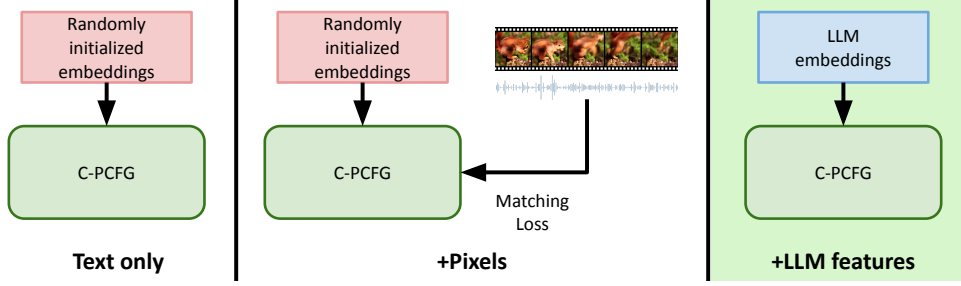 Randomly
initialized
embeddings
C-PCFG
Text only
Randomly
initialized
embeddings
C-PCFG
Matching
Loss
+Pixels
LLM
embeddings
C-PCFG
+LLM features